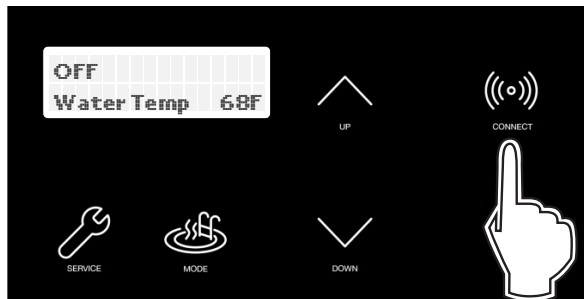 OFF
Water Temp 68F
UP
CONNECT
SERVICE
MODE
DOWN